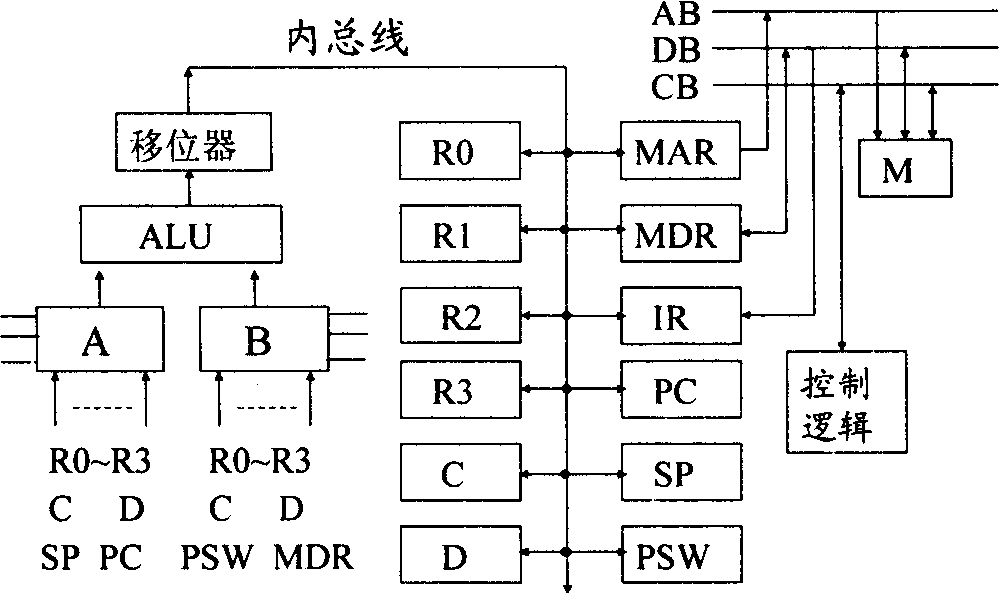 内总线
AB
DB
CB
移位器
R0
MAR
M
ALU
R1
MDR
A
B
R2
IR
R3
PC
控制
逻辑
R0~R3
R0~R3
C
SP
C D
C D
SP PC
PSW MDR
D
PSW